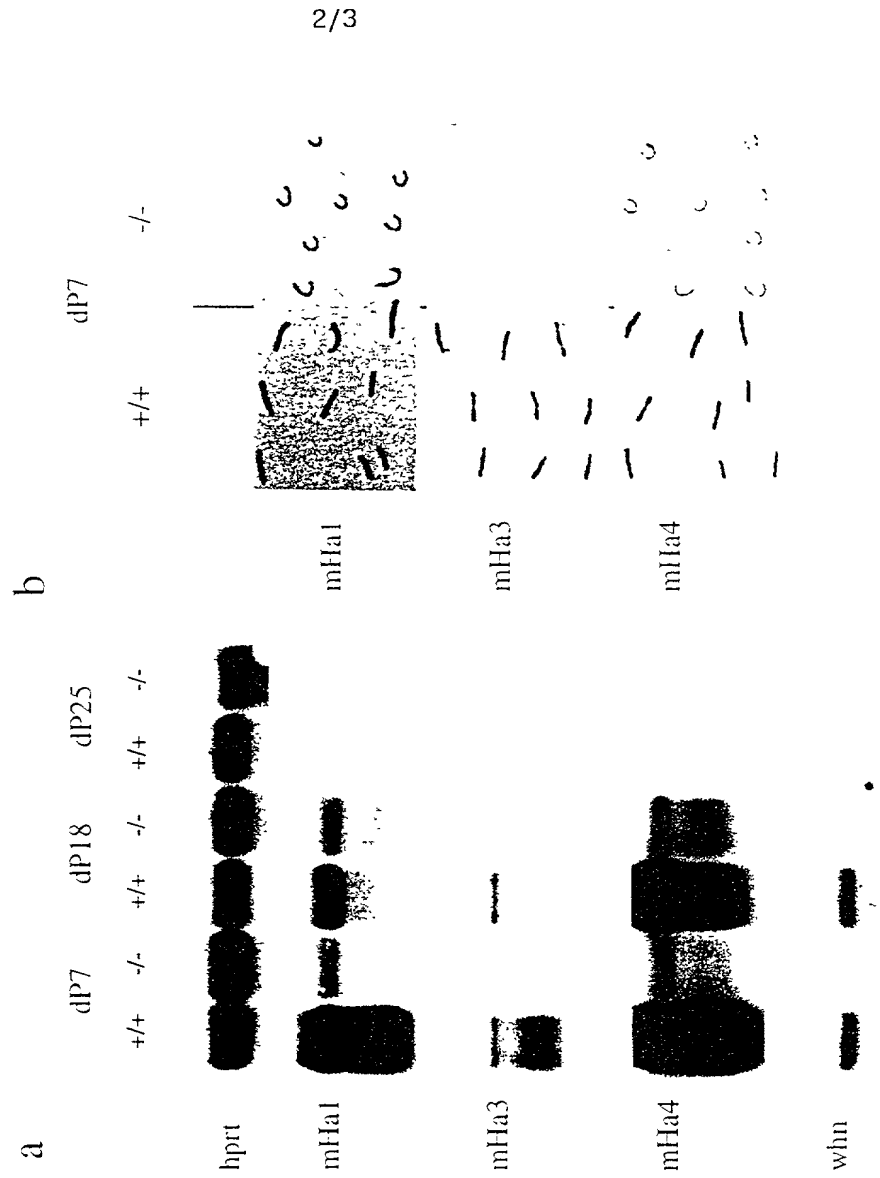 2/3
a
dP7 dP18 dP25
+/+ -/- +/+ -/- +/+ -/-
hprt
mHa1
mHa3
mHa4
whn
b
dP7
+/+ -/-
mHa1
mHa3
mHa4